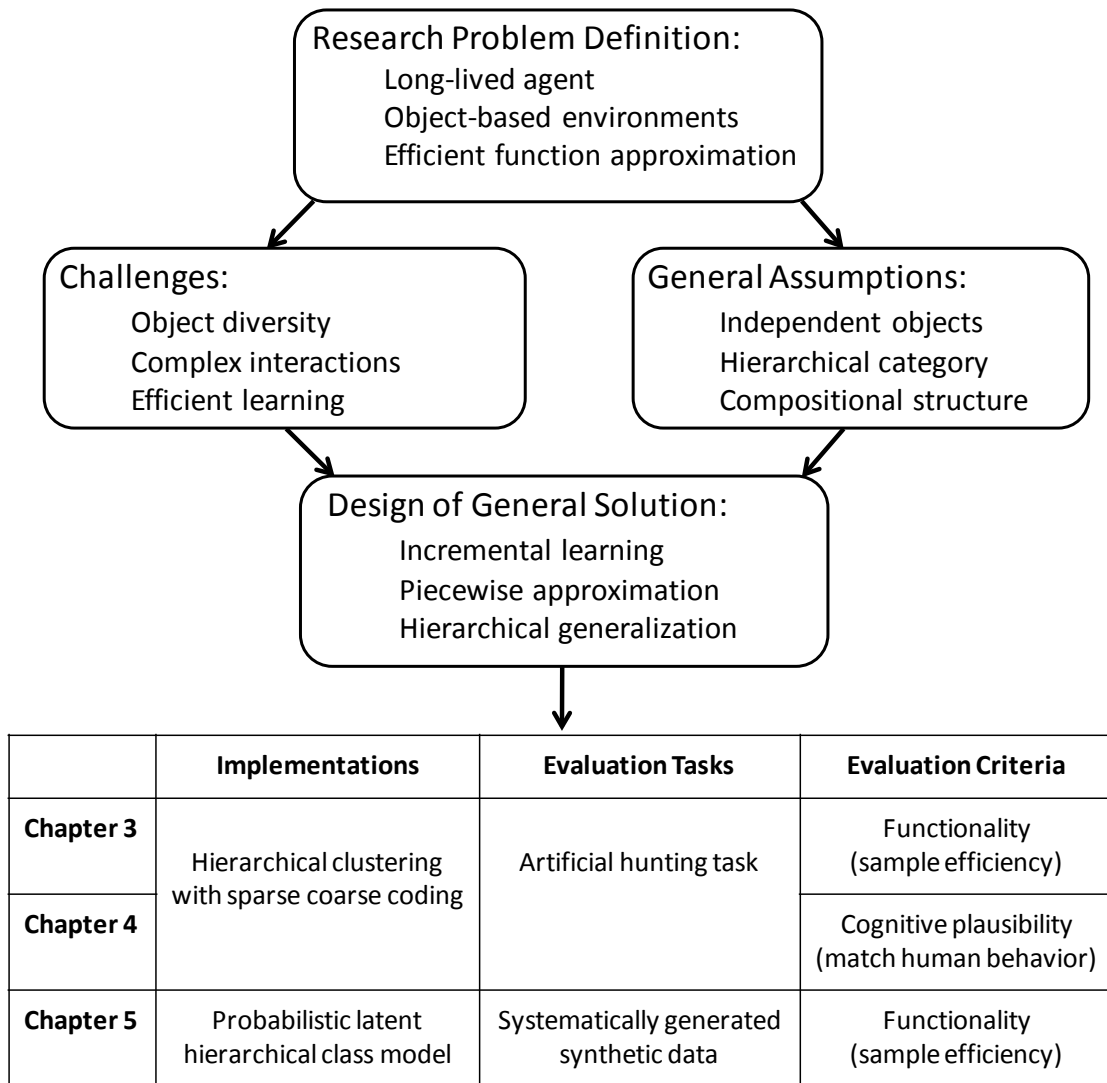 Research Problem Definition:
Long-lived agent
Object-based environments
Efficient function approximation
Challenges:
Object diversity
Complex interactions
Efficient learning
General Assumptions:
Independent objects
Hierarchical category
Compositional structure
Design of General Solution:
Incremental learning
Piecewise approximation
Hierarchical generalization
Implementations
Evaluation Tasks
Evaluation Criteria
Chapter 3
Hierarchical clustering
with sparse coarse coding
Artificial hunting task
Functionality
(sample efficiency)
Chapter 4
Cognitive plausibility
(match human behavior)
Chapter 5
Probabilistic latent
hierarchical class model
Systematically generated
synthetic data
Functionality
(sample efficiency)